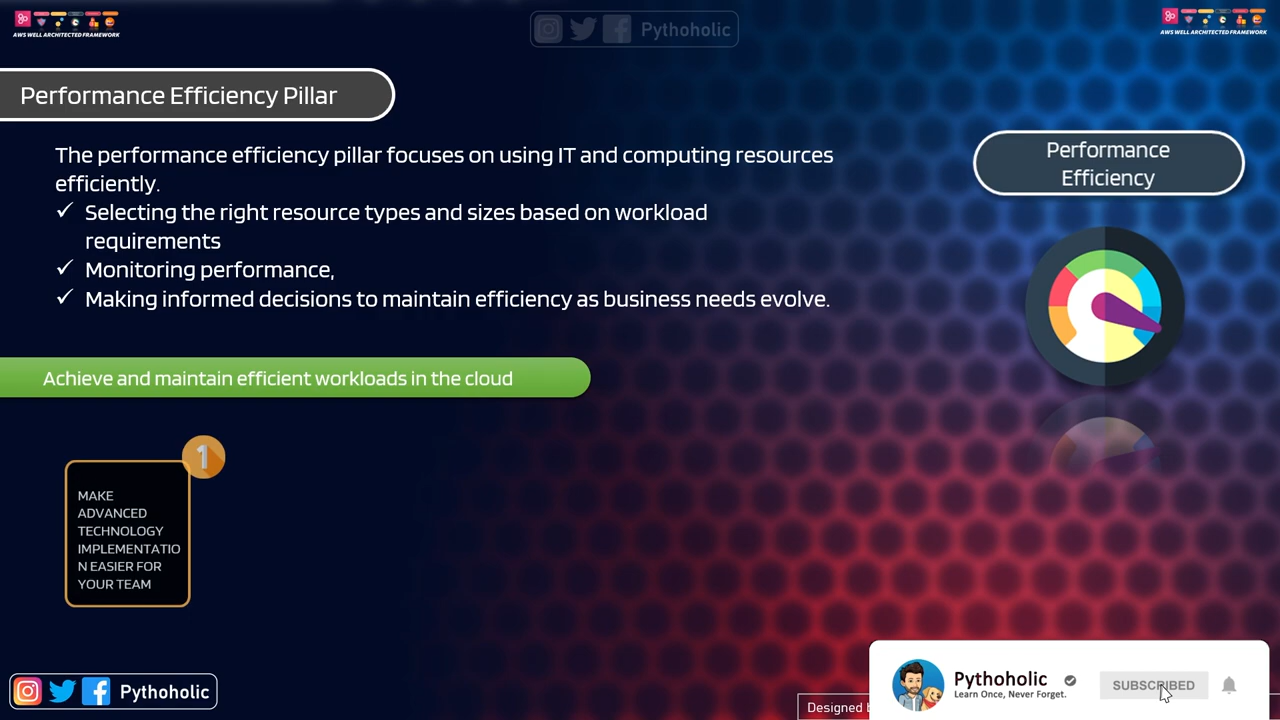 AWS WELL ARCHITECTED FRAMEWORK
Pythoholic
AWS WELL ARCHITECTED FRAMEWORK
Performance Efficiency Pillar
The performance efficiency pillar focuses on using IT and computing resources
efficiently.
✓ Selecting the right resource types and sizes based on workload
requirements
✓ Monitoring performance,
✓ Making informed decisions to maintain efficiency as business needs evolve.
Performance
Efficiency
Achieve and maintain efficient workloads in the cloud
1
MAKE
ADVANCED
TECHNOLOGY
IMPLEMENTATIO
N EASIER FOR
YOUR TEAM
Pythoholic
Designed
Pythoholic
Learn Once, Never Forget.
SUBSCRIBED